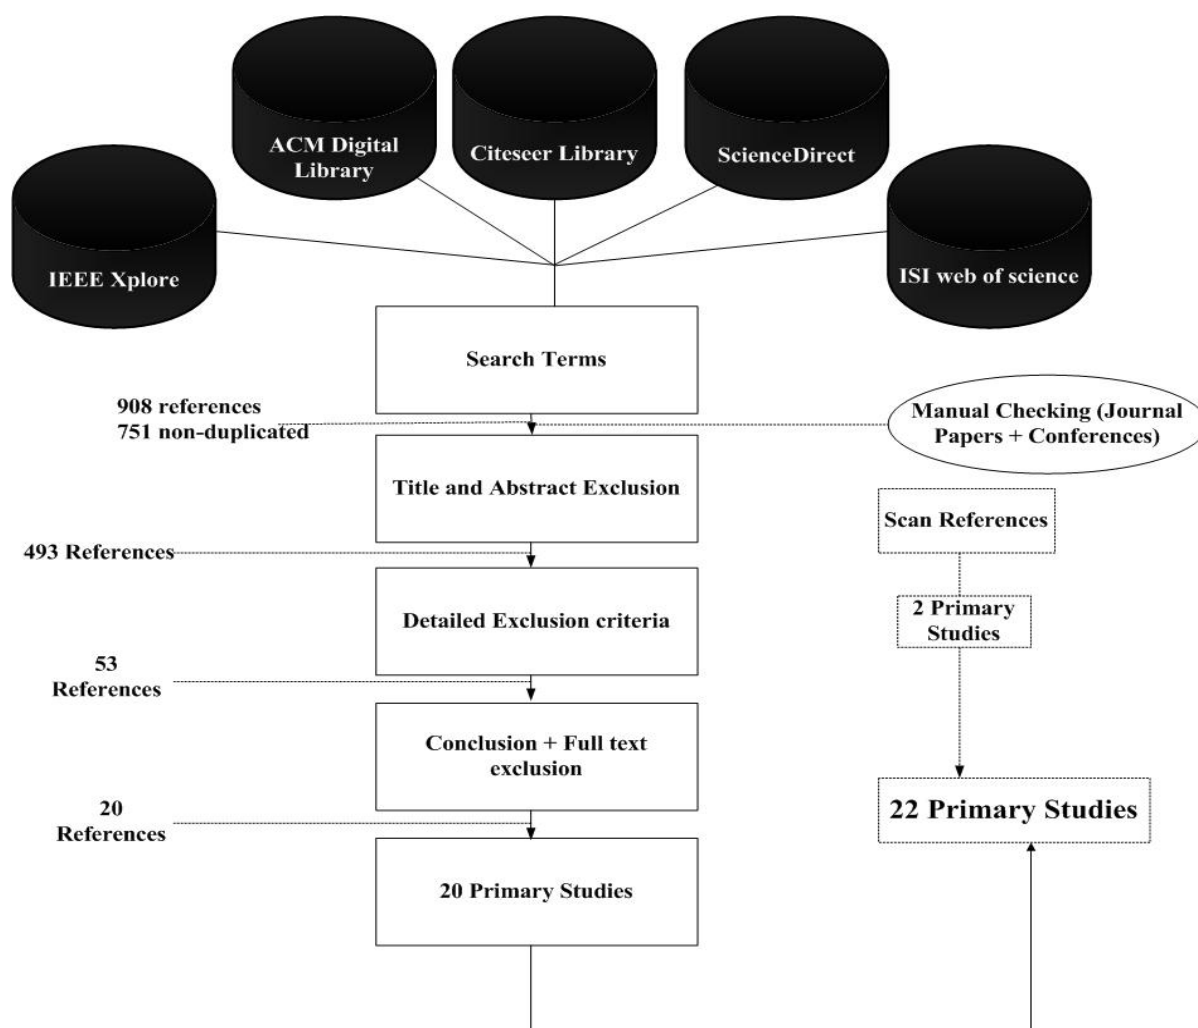 ACM Digital
Library
Citeseer Library
ScienceDirect
IEEE Xplore
ISI web of science
Search Terms
908 references
751 non-duplicated
Manual Checking (Journal
Papers + Conferences)
Title and Abstract Exclusion
Scan References
493 References
Detailed Exclusion criteria
2 Primary
Studies
53
References
Conclusion + Full text
exclusion
22 Primary Studies
20
References
20 Primary Studies